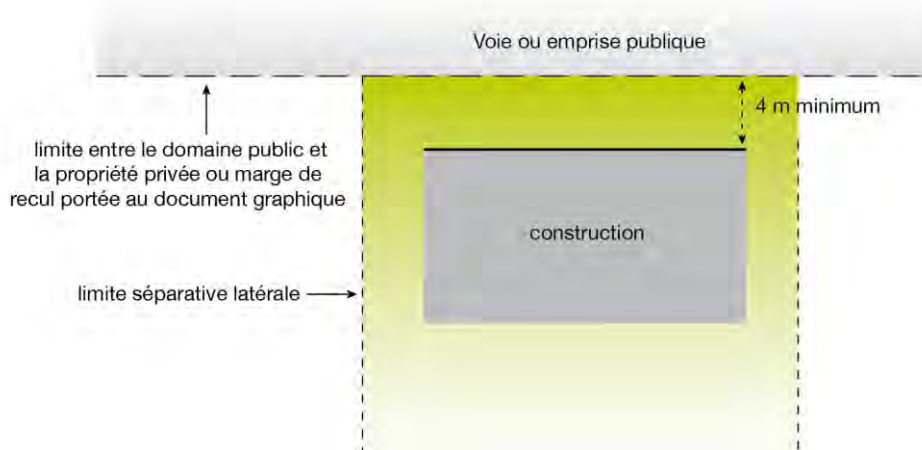 Voie ou emprise publique
4 m minimum
limite entre le domaine public et
la propriété privée ou marge de
recul portée au document graphique
construction
limite séparative latérale